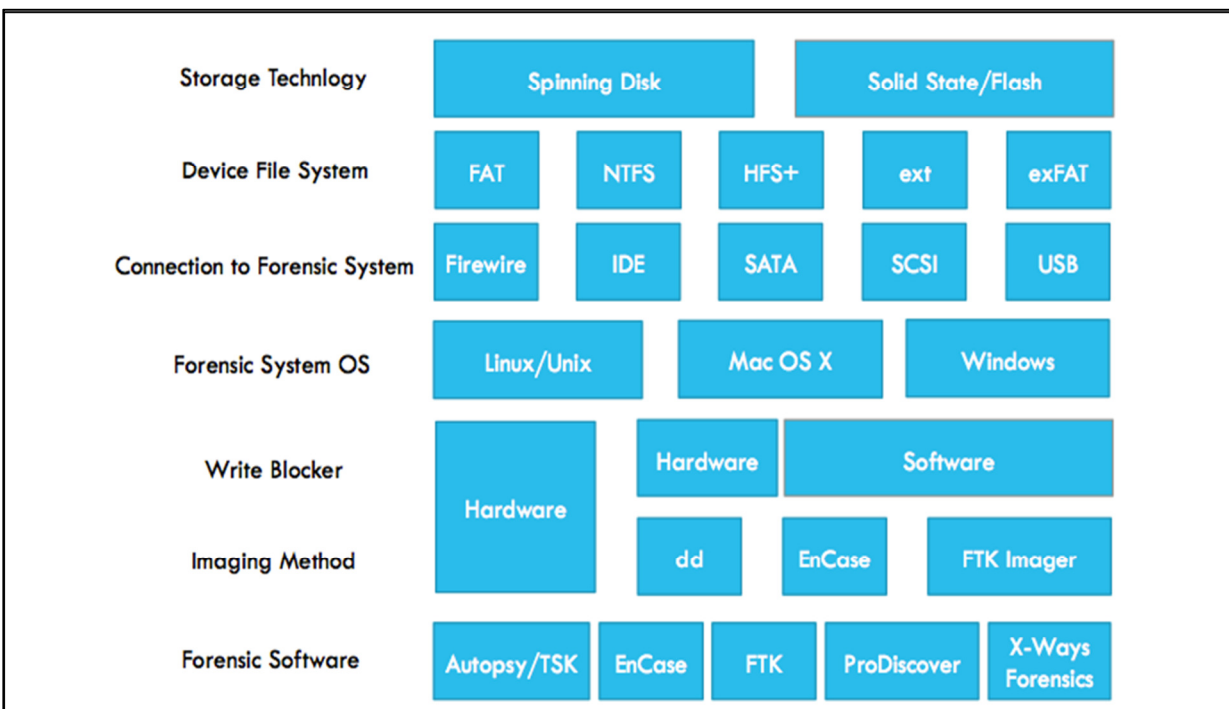 Storage Technlogy
Spinning Disk
Solid State/Flash
Device File System
FAT
NTFS
HFS+
ext
exFAT
Connection to Forensic System
Firewire
IDE
SATA
SCSI
USB
Forensic System OS
Linux/Unix
Mac OS X
Windows
Write Blocker
Hardware
Hardware
Software
Imaging Method
dd
EnCase
FTK Imager
Forensic Software
Autopsy/TSK
EnCase
FTK
ProDiscover
X-Ways
Forensics